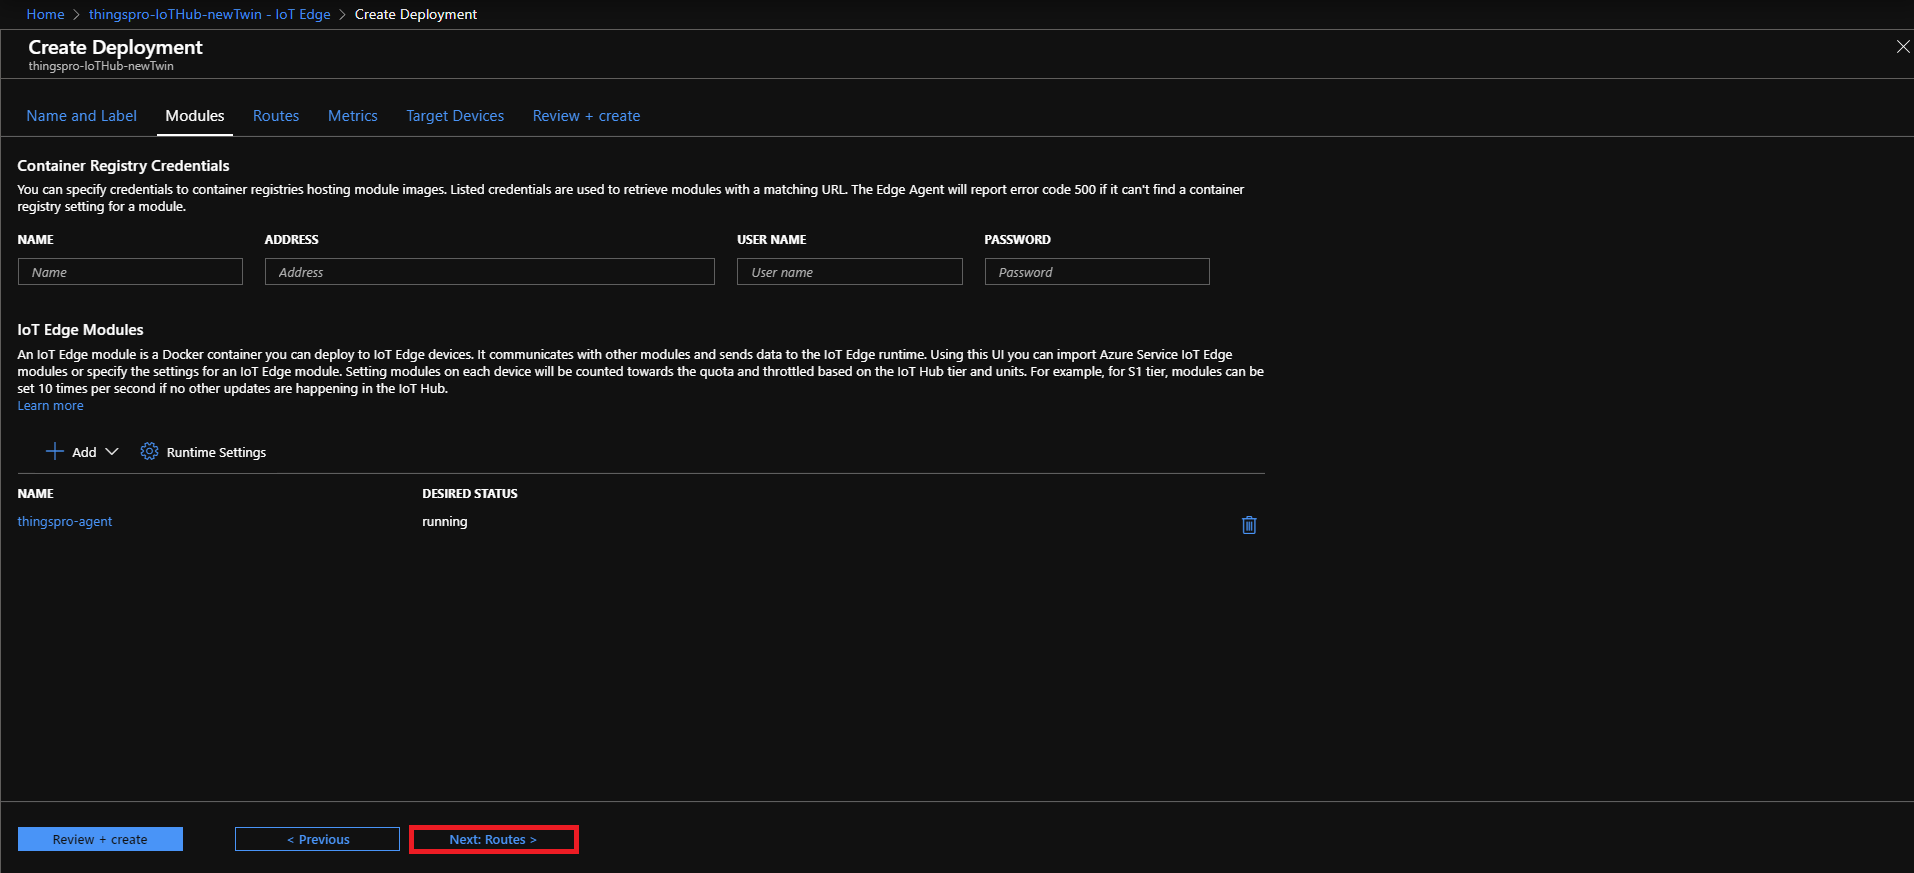 Home > thingspro-IoTHub-newTwin - IoT Edge > Create Deployment
Create Deployment
thingspro-IoTHub-newTwin
Name and Label Modules Routes Metrics Target Devices Review + create
Container Registry Credentials
You can specify credentials to container registries hosting module images. Listed credentials are used to retrieve modules with a matching URL. The Edge Agent will report error code 500 if it can't find a container
registry setting for a module.
NAME ADDRESS USER NAME PASSWORD
Name Address User name Password
IoT Edge Modules
An IoT Edge module is a Docker container you can deploy to IoT Edge devices. It communicates with other modules and sends data to the IoT Edge runtime. Using this UI you can import Azure Service IoT Edge
modules or specify the settings for an IoT Edge module. Setting modules on each device will be counted towards the quota and throttled based on the IoT Hub tier and units. For example, for S1 tier, modules can be
set 10 times per second if no other updates are happening in the IoT Hub.
Learn more
Add Runtime Settings
NAME DESIRED STATUS
thingspro-agent running
Review + create < Previous Next: Routes >